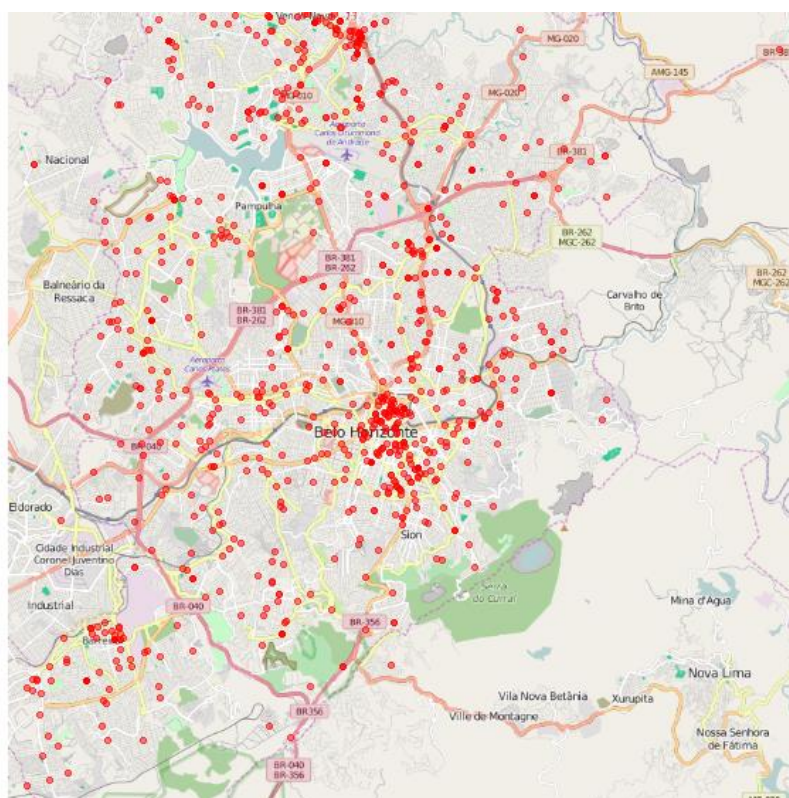 MG-020
BR-38
AMG-145
MG-020
MG-010
Aeroporto
Carlos Drummond
de Andrade
BR-381
Nacional
Pampulha
BR-262
MGC-262
BR-381
BR-262
BR-262
MGC-262
Balneário da
Ressaca
Carvalho de
Brito
BR-381
BR-262
Aeroporto
Belo Horizonte
BR-040
Eldorado
Sion
Cidade Industrial
Coronel Juventino
Dias
Serra
do Curral
Industrial
BR-040
Mina d'Agua
BR-356
Nova Lima
Vila Nova Betânia
Xurupita
BR356
Ville de Montagne
Nossa Senhora
de Fátima
BR-040
BR-356